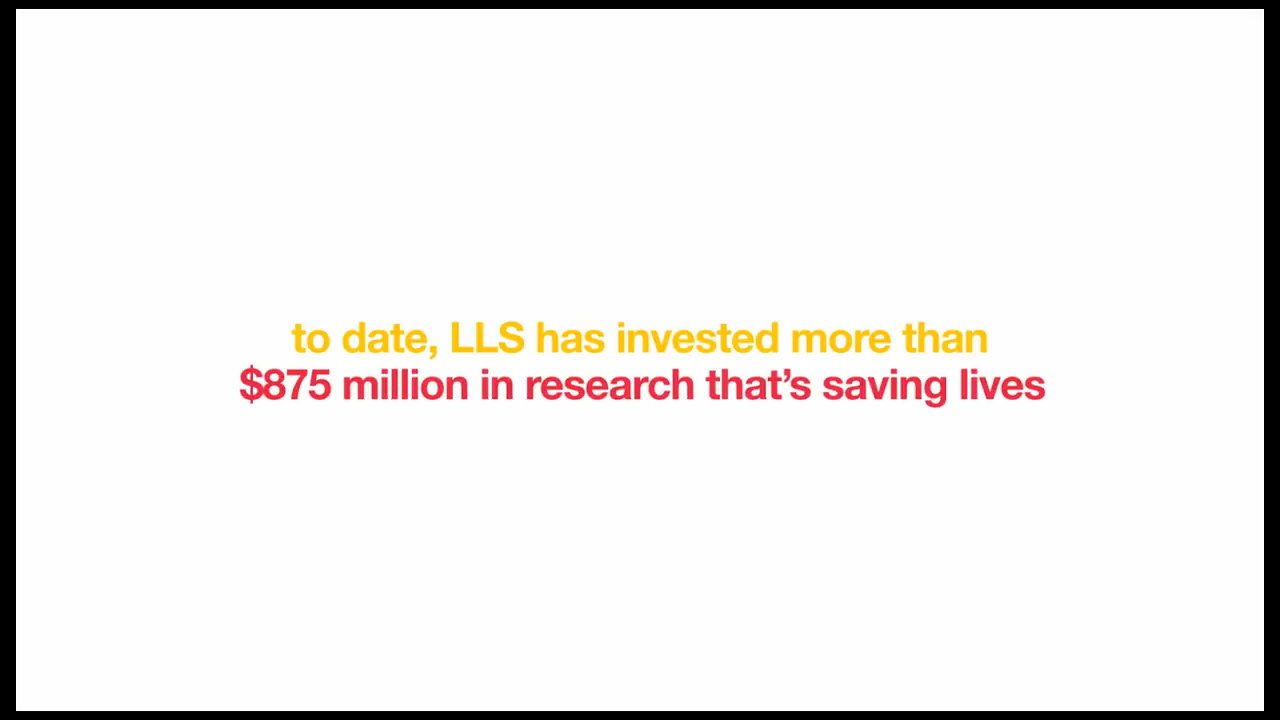 to date, LLS has invested more than
$875 million in research that’s saving lives